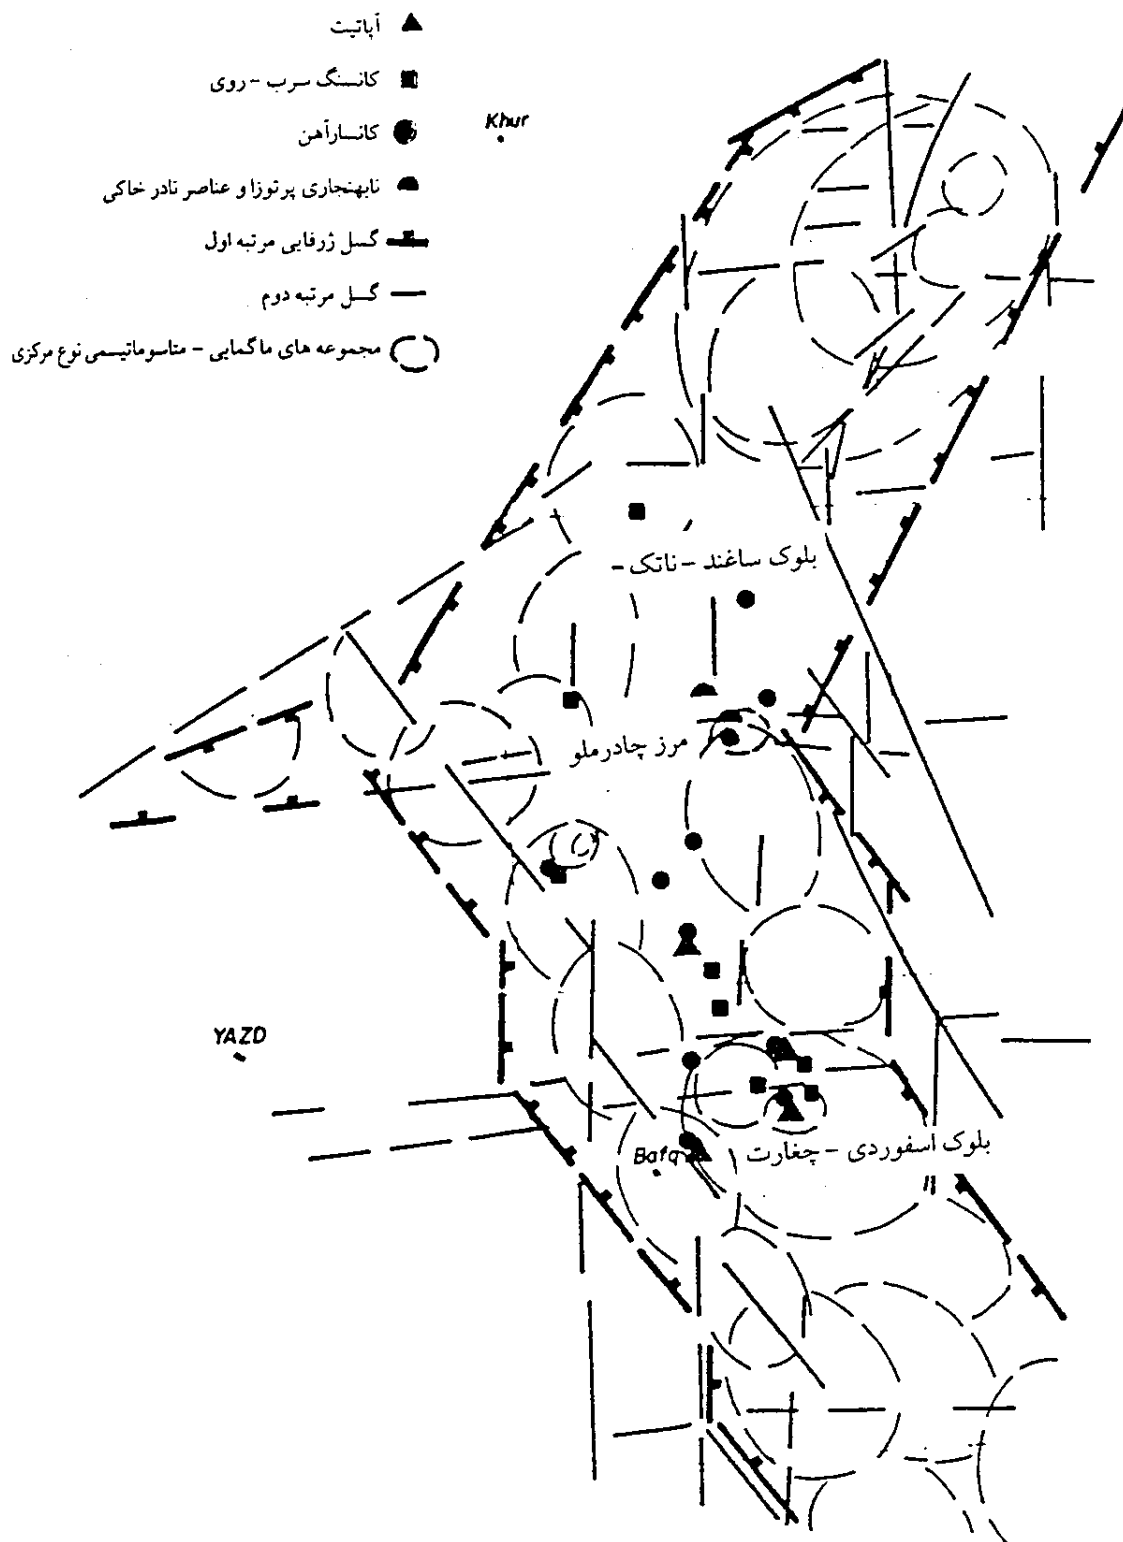 آپاتیت
کانسنگ سرب - روی
کانسارآهن
نابهنجاری پرتوزا و عناصر نادر خاکی
گسل ژرفایی مرتبه اول
گسل مرتبه دوم
مجموعه های ماگمایی - متاسوماتیسمی نوع مرکزی
Khur
بلوک ساغند - ناتک -
مرز چادرملو
YAZD
بلوک اسفوردی - چغارت
Bafq